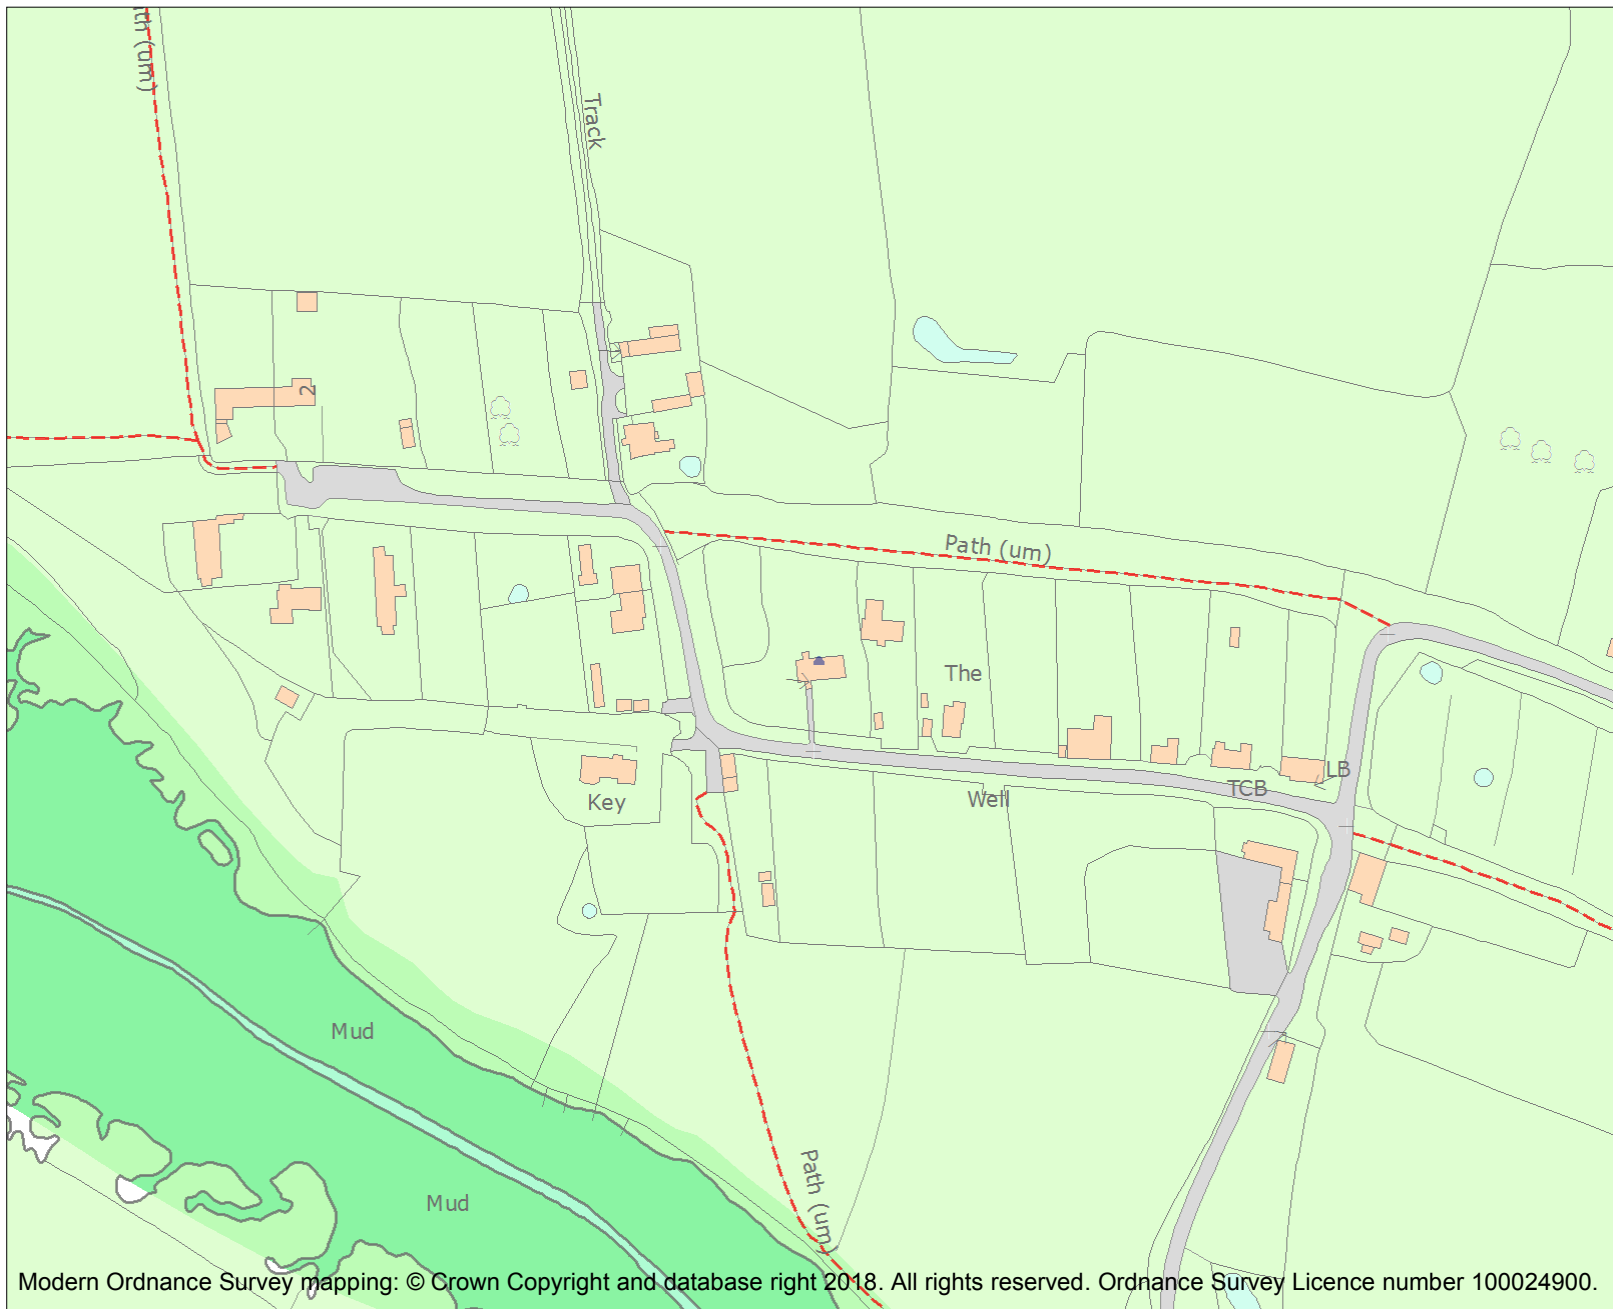 ith (um)
Track
2
Path (um)
The
LB
TCB
Well
Key
Mud
Mud
Path (um)
Modern Ordnance Survey mapping: © Crown Copyright and database right 2018. All rights reserved. Ordnance Survey Licence number 100024900.